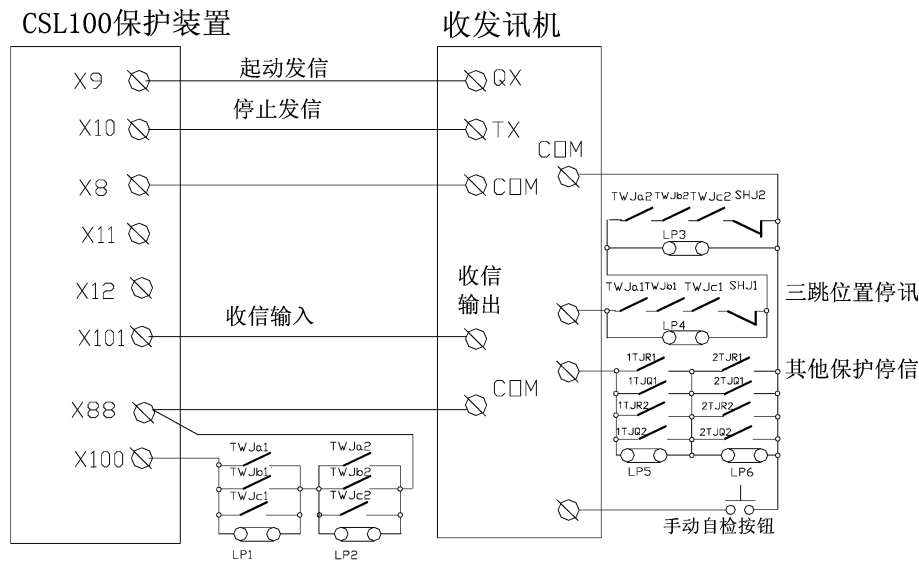 CSL100保护装置
收发讯机
X9
起动发信
QX
X10
停止发信
TX
COM
X8
COM
TWJa2 TWJb2 TWJc2 SHJ2
X11
LP3
X12
收信
输出
TWJa1 TWJb1 TWJc1 SHJ1
三跳位置停讯
X101
收信输入
LP4
1TJR1 2TJR1
其他保护停信
1TJQ1 2TJQ1
COM
X88
1TJR2 2TJR2
1TJQ2 2TJQ2
X100
TWJa1 TWJa2
TWJb1 TWJb2
LP5 LP6
TWJc1 TWJc2
手动自检按钮
LP1 LP2